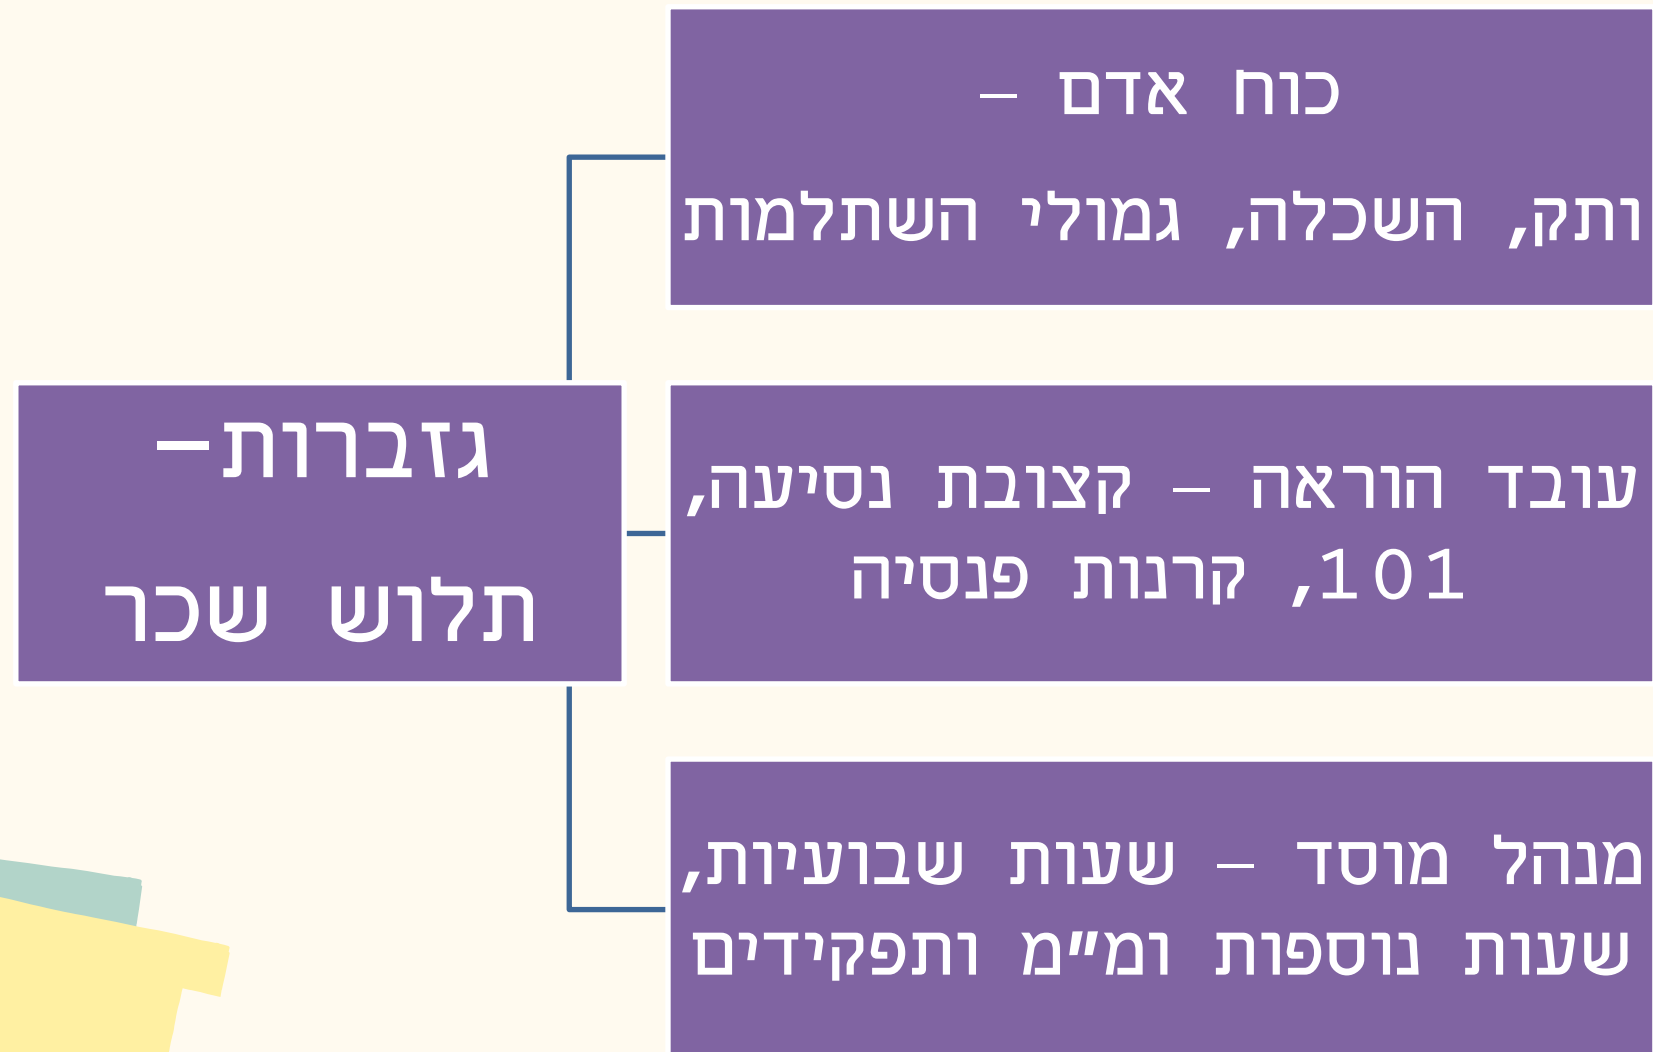 כוח אדם –
ותק, השכלה, גמולי השתלמות
גזברות–
תלוש שכר
עובד הוראה – קצובת נסיעה,
101, קרנות פנסיה
מנהל מוסד – שעות שבועיות,
שעות נוספות ומ"מ ותפקידים